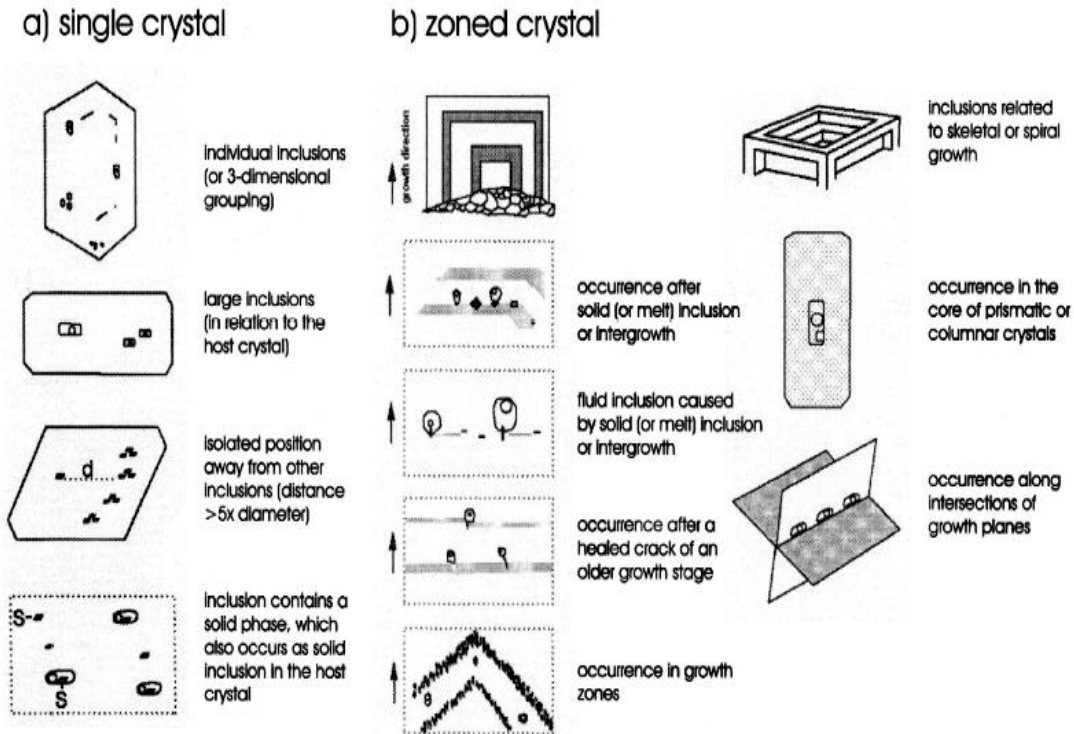 a) single crystal
individual inclusions
(or 3-dimensional
grouping)
large inclusions
(in relation to the
host crystal)
d
isolated position
away from other
inclusions (distance
>5x diameter)
S
S
inclusion contains a
solid phase, which
also occurs as solid
inclusion in the host
crystal
b) zoned crystal
growth direction
occurrence after
solid (or melt) inclusion
or intergrowth
fluid inclusion caused
by solid (or melt) inclusion
or intergrowth
occurrence after a
healed crack of an
older growth stage
occurrence in growth
zones
inclusions related
to skeletal or spiral
growth
occurrence in the
core of prismatic or
columnar crystals
occurrence along
intersections of
growth planes